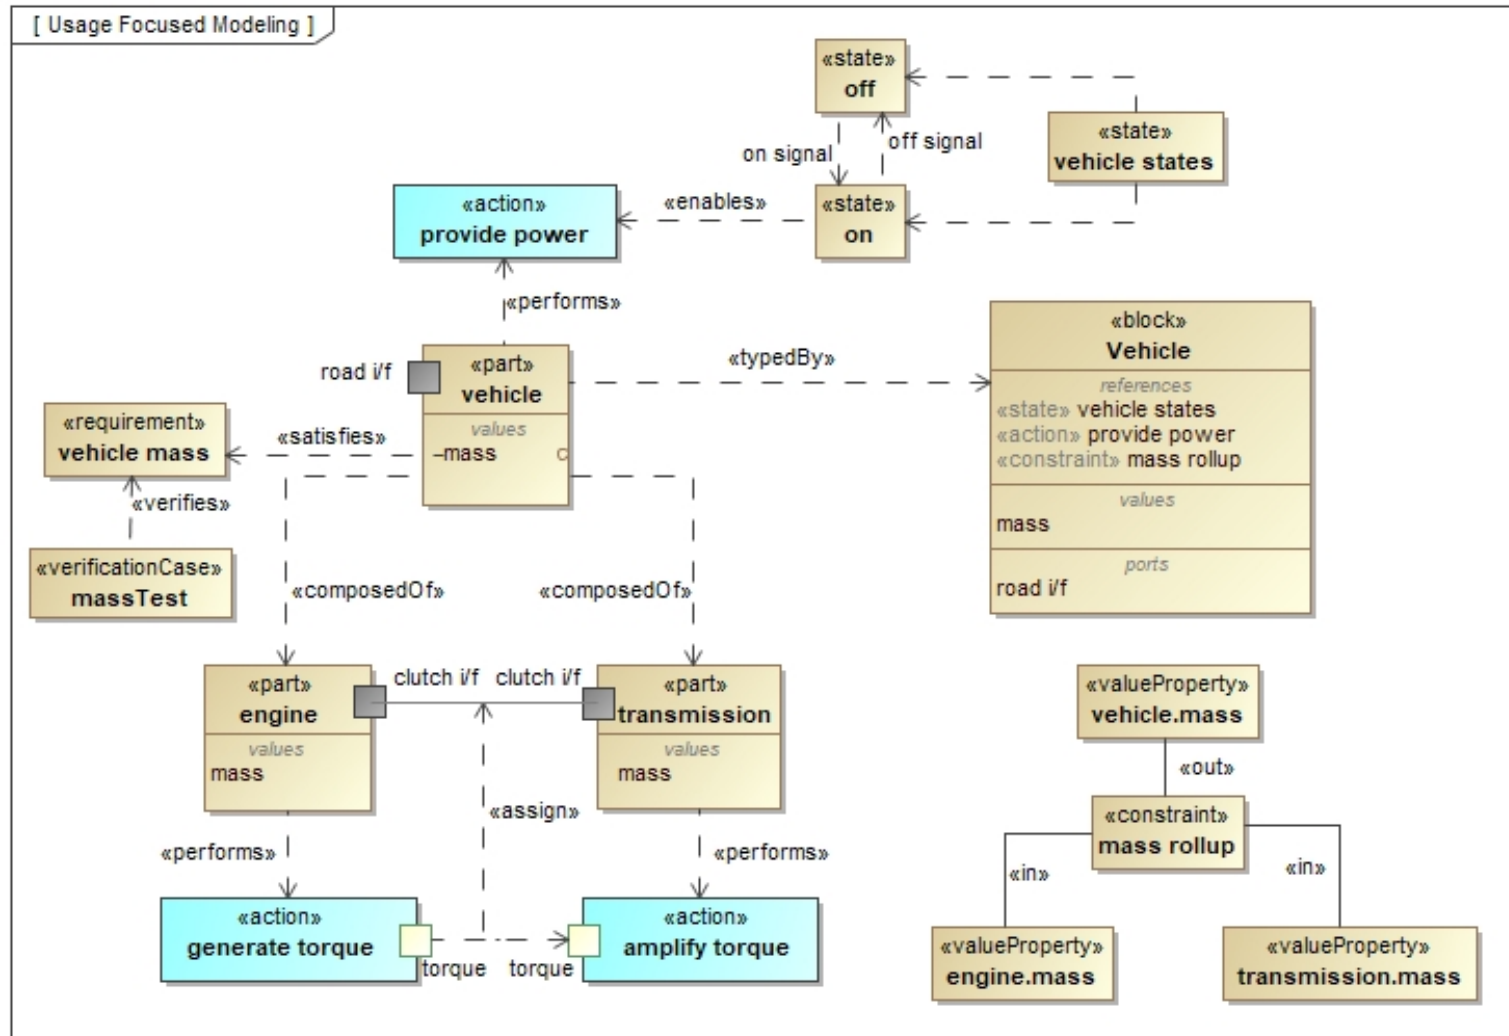 [ Usage Focused Modeling ]
«state»
off
on signal
off signal
«state»
vehicle states
«action»
provide power
«enables»
«state»
on
«performs»
road i/f
«part»
vehicle
values
–mass
«typedBy»
«block»
Vehicle
references
«state» vehicle states
«action» provide power
«constraint» mass rollup
values
mass
ports
road i/f
«requirement»
vehicle mass
«satisfies»
«verifies»
«verificationCase»
massTest
«composedOf»
«composedOf»
«part»
engine
values
mass
clutch i/f
clutch i/f
«part»
transmission
values
mass
«assign»
«performs»
«performs»
«action»
generate torque
torque
torque
«action»
amplify torque
«valueProperty»
vehicle.mass
«out»
«constraint»
mass rollup
«in»
«in»
«valueProperty»
engine.mass
«valueProperty»
transmission.mass